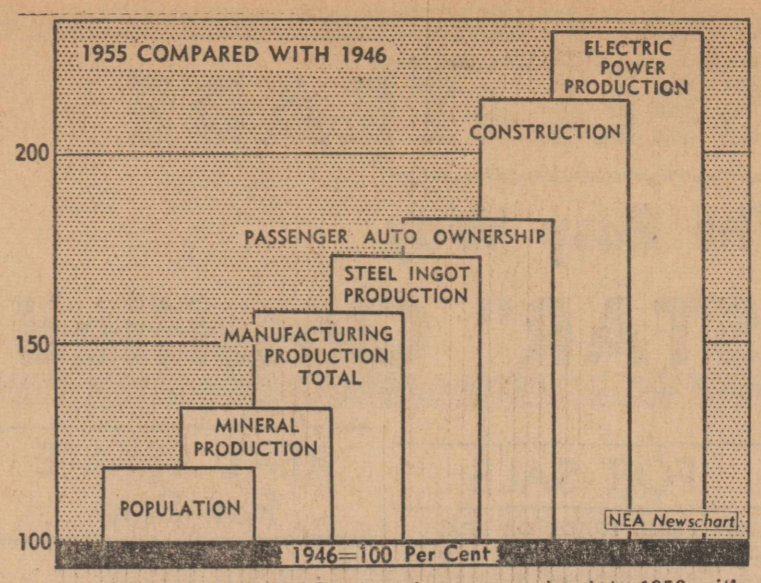 1955 COMPARED WITH 1946
ELECTRIC
POWER
PRODUCTION
CONSTRUCTION
200
PASSENGER AUTO OWNERSHIP
STEEL INGOT
PRODUCTION
150
MANUFACTURING
PRODUCTION
TOTAL
MINERAL
PRODUCTION
POPULATION
NEA Newschart
100
1946=100 Per Cent